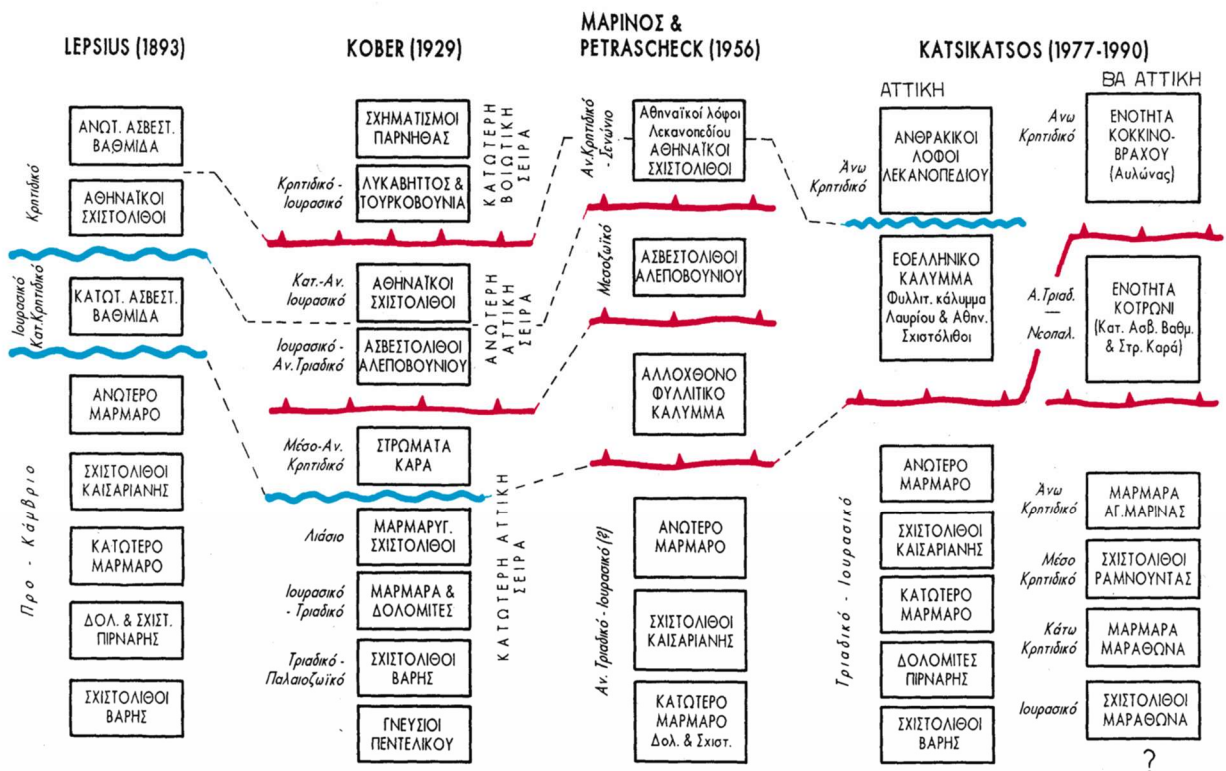 LEPSIUS (1893)
Κρητιδικό
ΑΝΩΤ. ΑΣΒΕΣΤ.
ΒΑΘΜΙΔΑ
ΑΘΗΝΑΪΚΟΙ
ΣΧΙΣΤΟΛΙΘΟΙ
Ιουρασικό
Κατ.Κρητιδικό
ΚΑΤΩΤ. ΑΣΒΕΣΤ.
ΒΑΘΜΙΔΑ
Προ - Κάμβριο
ΑΝΩΤΕΡΟ
ΜΑΡΜΑΡΟ
ΣΧΙΣΤΟΛΙΘΟΙ
ΚΑΙΣΑΡΙΑΝΗΣ
ΚΑΤΩΤΕΡΟ
ΜΑΡΜΑΡΟ
ΔΟΛ. & ΣΧΙΣΤ.
ΠΙΡΝΑΡΗΣ
ΣΧΙΣΤΟΛΙΘΟΙ
ΒΑΡΗΣ
KOBER (1929)
ΣΧΗΜΑΤΙΣΜΟΙ
ΠΑΡΝΗΘΑΣ
Κρητιδικό -
Ιουρασικό
ΛΥΚΑΒΗΤΤΟΣ &
ΤΟΥΡΚΟΒΟΥΝΙΑ
ΚΑΤΩΤΕΡΗ
ΒΟΙΩΤΙΚΗ
ΣΕΙΡΑ
Κατ.-Αν.
Ιουρασικό
ΑΘΗΝΑΪΚΟΙ
ΣΧΙΣΤΟΛΙΘΟΙ
Ιουρασικό -
Αν.Τριαδικό
ΑΣΒΕΣΤΟΛΙΘΟΙ
ΑΛΕΠΟΒΟΥΝΙΟΥ
ΑΝΩΤΕΡΗ
ΑΤΤΙΚΗ
ΣΕΙΡΑ
Μέσο-Αν.
Κρητιδικό
ΣΤΡΩΜΑΤΑ
ΚΑΡΑ
Λιάσιο
ΜΑΡΜΑΡΥΓ.
ΣΧΙΣΤΟΛΙΘΟΙ
Ιουρασικό
- Τριαδικό
ΜΑΡΜΑΡΑ &
ΔΟΛΟΜΙΤΕΣ
Τριαδικό -
Παλαιοζωϊκό
ΣΧΙΣΤΟΛΙΘΟΙ
ΒΑΡΗΣ
ΓΝΕΥΣΙΟΙ
ΠΕΝΤΕΛΙΚΟΥ
ΚΑΤΩΤΕΡΗ ΑΤΤΙΚΗ
ΣΕΙΡΑ
ΜΑΡΙΝΟΣ &
PETRASCHECK (1956)
Αν.Κρητιδικό
- Σενώνιο
Αθηναϊκοί λόφοι
Λεκανοπεδίου
ΑΘΗΝΑΪΚΟΙ
ΣΧΙΣΤΟΛΙΘΟΙ
Μεσοζωϊκό
ΑΣΒΕΣΤΟΛΙΘΟΙ
ΑΛΕΠΟΒΟΥΝΙΟΥ
ΑΛΛΟΧΘΟΝΟ
ΦΥΛΛΙΤΙΚΟ
ΚΑΛΥΜΜΑ
Αν. Τριαδικό - Ιουρασικό (?)
ΑΝΩΤΕΡΟ
ΜΑΡΜΑΡΟ
ΣΧΙΣΤΟΛΙΘΟΙ
ΚΑΙΣΑΡΙΑΝΗΣ
ΚΑΤΩΤΕΡΟ
ΜΑΡΜΑΡΟ
Δολ. & Σχιστ.
KATSIKATSOS (1977-1990)
ΑΤΤΙΚΗ
Άνω
Κρητιδικό
ΑΝΘΡΑΚΙΚΟΙ
ΛΟΦΟΙ
ΛΕΚΑΝΟΠΕΔΙΟΥ
ΕΟΕΛΛΗΝΙΚΟ
ΚΑΛΥΜΜΑ
Φυλλιτ. κάλυμμα
Λαυρίου & Αθην.
Σχιστόλιθοι
Τριαδικό - Ιουρασικό
ΑΝΩΤΕΡΟ
ΜΑΡΜΑΡΟ
ΣΧΙΣΤΟΛΙΘΟΙ
ΚΑΙΣΑΡΙΑΝΗΣ
ΚΑΤΩΤΕΡΟ
ΜΑΡΜΑΡΟ
ΔΟΛΟΜΙΤΕΣ
ΠΙΡΝΑΡΗΣ
ΣΧΙΣΤΟΛΙΘΟΙ
ΒΑΡΗΣ
ΒΑ ΑΤΤΙΚΗ
Ανω
Κρητιδικό
ΕΝΟΤΗΤΑ
ΚΟΚΚΙΝΟ-
ΒΡΑΧΟΥ
(Αυλώνας)
Α.Τριαδ.
—
Νεοπαλ.
ΕΝΟΤΗΤΑ
ΚΟΤΡΩΝΙ
(Κατ. Ασβ. Βαθμ.
& Στρ. Καρά)
Άνω
Κρητιδικό
ΜΑΡΜΑΡΑ
ΑΓ.ΜΑΡΙΝΑΣ
Μέσο
Κρητιδικό
ΣΧΙΣΤΟΛΙΘΟΙ
ΡΑΜΝΟΥΝΤΑΣ
Κάτω
Κρητιδικό
ΜΑΡΜΑΡΑ
ΜΑΡΑΘΩΝΑ
Ιουρασικό
ΣΧΙΣΤΟΛΙΘΟΙ
ΜΑΡΑΘΩΝΑ
?